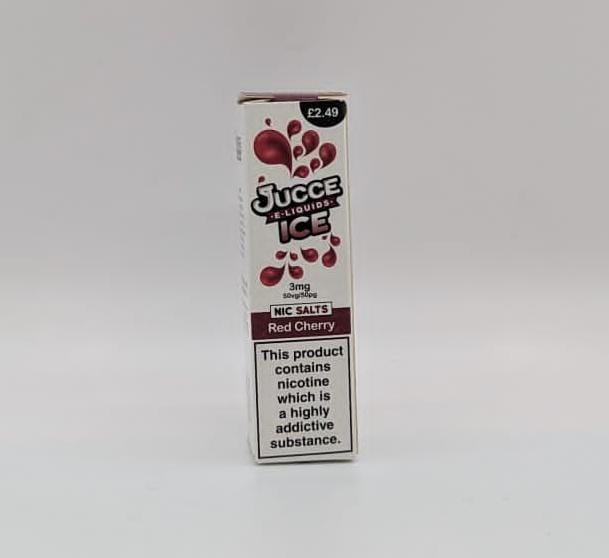 £2.49
JUCCE
E-LIQUIDS
ICE
3mg
50vg/50pg
NIC SALTS
Red Cherry
This product
contains
nicotine
which is
a highly
addictive
substance.